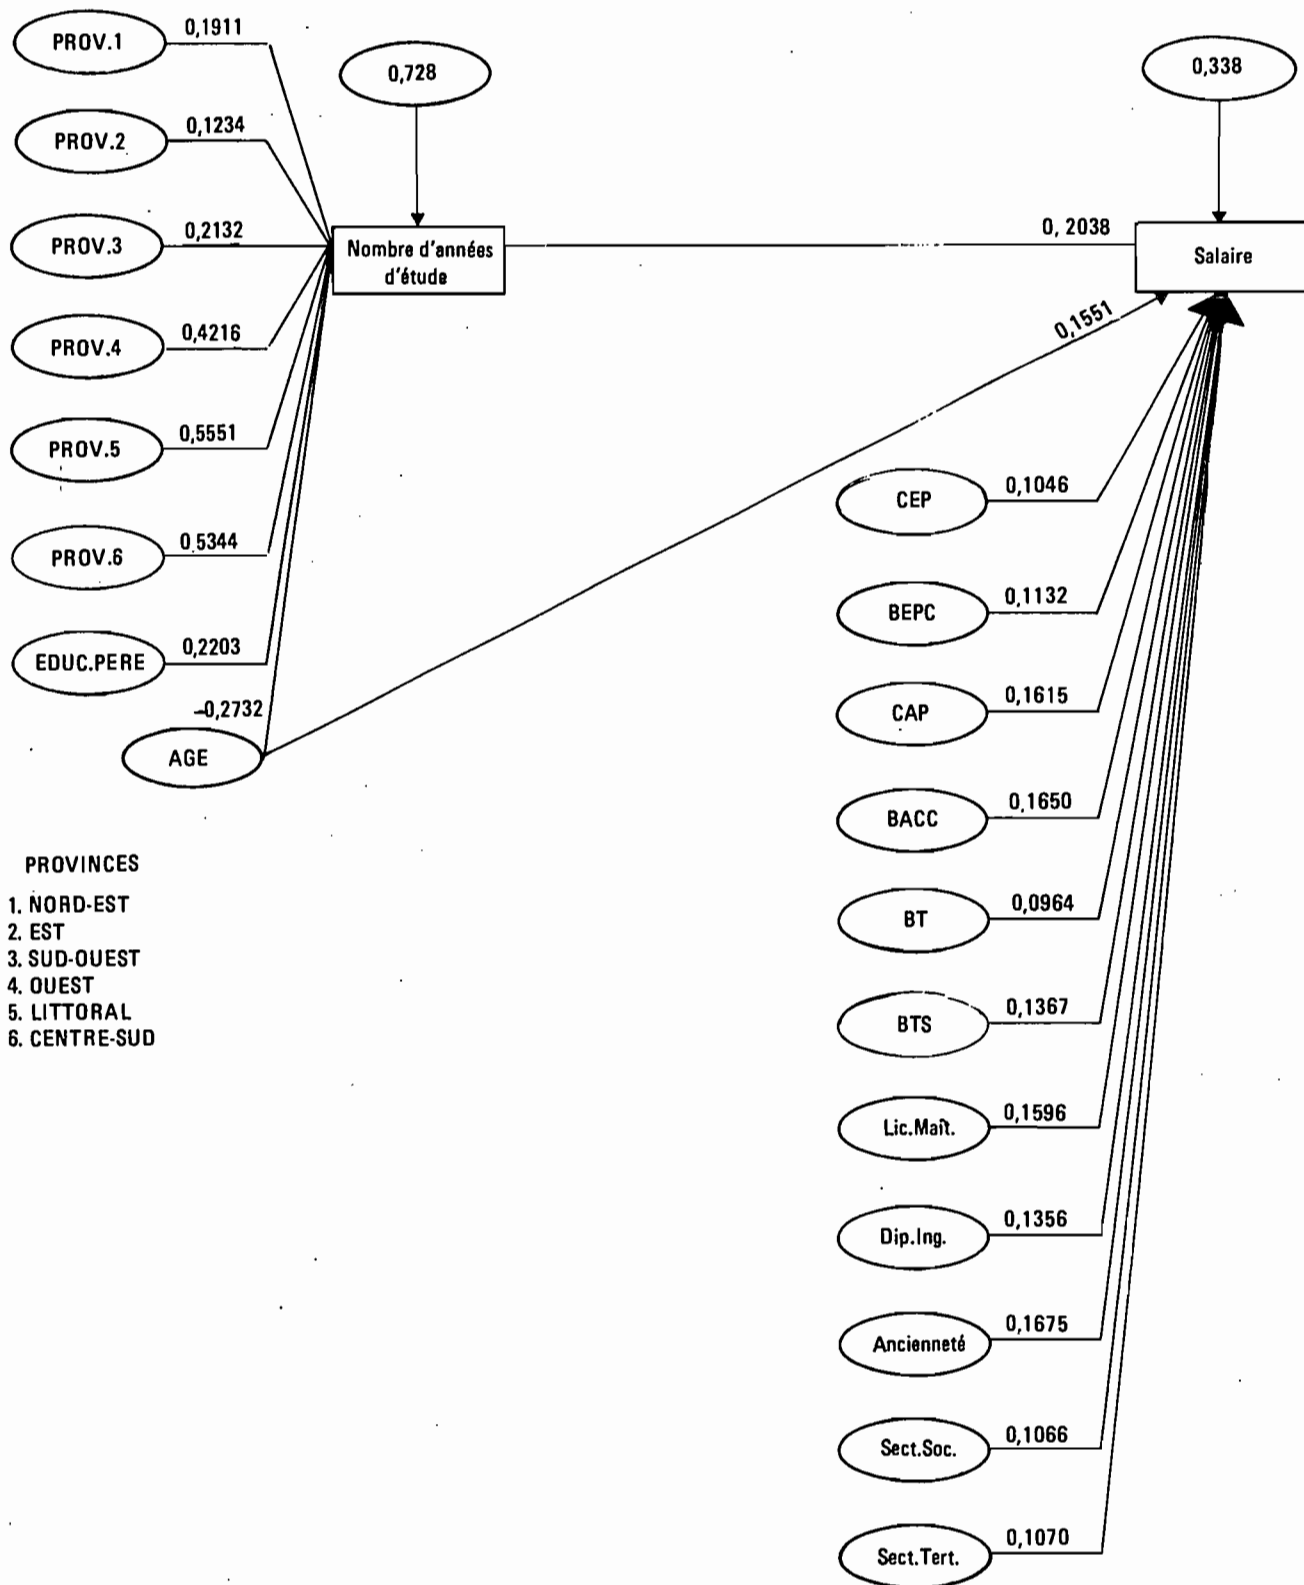 PROV.1
0,1911
PROV.2
0,1234
PROV.3
0,2132
PROV.4
0,4216
PROV.5
0,5551
PROV.6
0 5344
EDUC.PERE
0,2203
AGE
–0,2732
0,728
Nombre d'années
d'étude
0, 2038
0,338
Salaire
0,1551
CEP
0,1046
BEPC
0,1132
CAP
0,1615
BACC
0,1650
BT
0,0964
BTS
0,1367
Lic.Maît.
0,1596
Dip.Ing.
0,1356
Ancienneté
0,1675
Sect.Soc.
0,1066
Sect.Tert.
0,1070
PROVINCES
1. NORD-EST
2. EST
3. SUD-OUEST
4. OUEST
5. LITTORAL
6. CENTRE-SUD